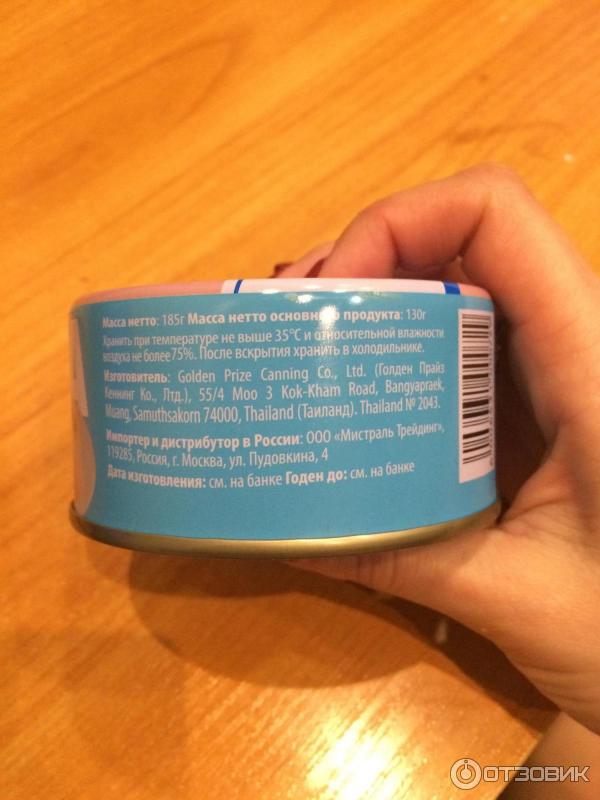 Масса нетто: 185г Масса нетто основного продукта: 130г
Хранить при температуре не выше 35°С и относительной влажности
воздуха не более 75%. После вскрытия хранить в холодильнике.
Изготовитель: Golden Prize Canning Co., Ltd. (Голден Прайз
Кеннинг Ко., Лтд.), 55/4 Moo 3 Kok-Kham Road, Bangyapraek,
Muang, Samuthsakorn 74000, Thailand (Таиланд). Thailand № 2043.
Импортер и дистрибутор в России: ООО «Мистраль Трейдинг»,
119285, Россия, г. Москва, ул. Пудовкина, 4
Дата изготовления: см. на банке Годен до: см. на банке
ОТЗОВИК